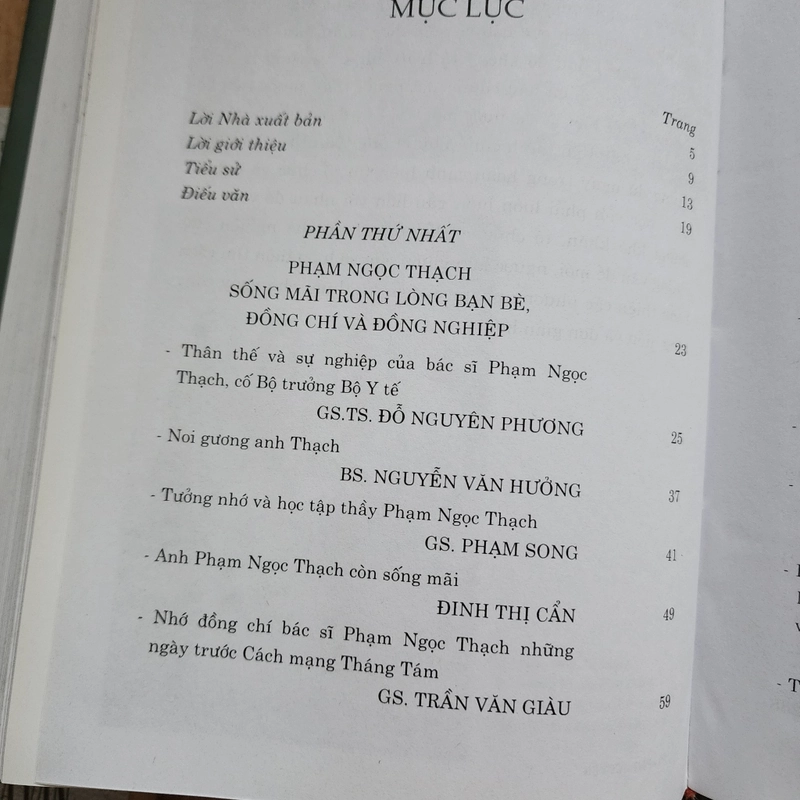 MỤC LỤC
Trang
Lời Nhà xuất bản 5
Lời giới thiệu 9
Tiểu sử 13
Điếu văn 19
PHẦN THỨ NHẤT
PHẠM NGỌC THẠCH
SỐNG MÃI TRONG LÒNG BẠN BÈ,
ĐỒNG CHÍ VÀ ĐỒNG NGHIỆP 23
- Thân thế và sự nghiệp của bác sĩ Phạm Ngọc
Thạch, cố Bộ trưởng Bộ Y tế
GS.TS. ĐỖ NGUYÊN PHƯƠNG 25
- Noi gương anh Thạch
BS. NGUYỄN VĂN HƯỞNG 37
- Tưởng nhớ và học tập thầy Phạm Ngọc Thạch
GS. PHẠM SONG 41
- Anh Phạm Ngọc Thạch còn sống mãi
ĐINH THỊ CẨN 49
- Nhớ đồng chí bác sĩ Phạm Ngọc Thạch những
ngày trước Cách mạng Tháng Tám
GS. TRẦN VĂN GIÀU 59